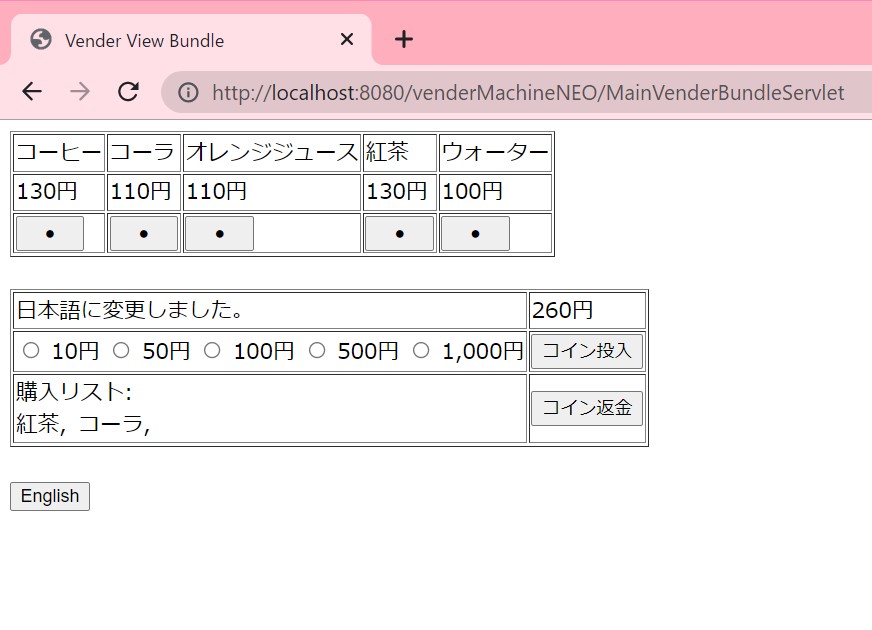 Vender View Bundle
http://localhost:8080/venderMachineNEO/MainVenderBundleServlet
コーヒー コーラ オレンジジュース 紅茶 ウォーター
130円 110円 110円 130円 100円
日本語に変更しました。 260円
10円 50円 100円 500円 1,000円 コイン投入
購入リスト:
紅茶, コーラ, コイン返金
English